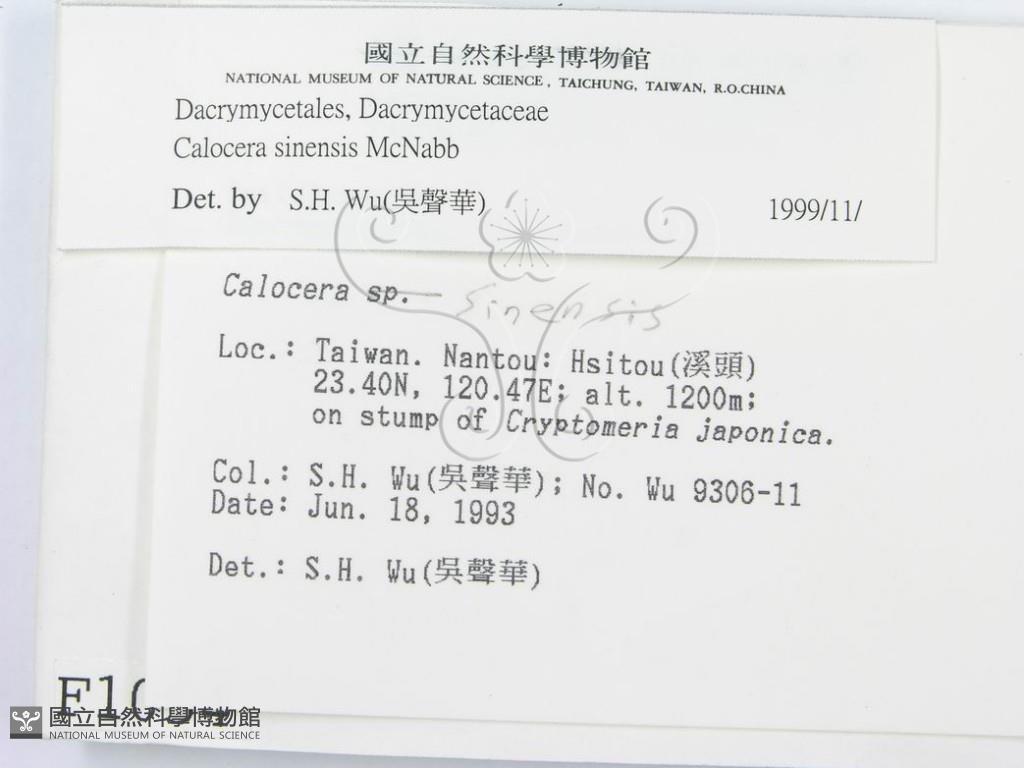 國立自然科學博物館
NATIONAL MUSEUM OF NATURAL SCIENCE, TAICHUNG, TAIWAN, R.O.CHINA
Dacrymycetales, Dacrymycetaceae
Calocera sinensis McNabb
Det. by S.H. Wu(吳聲華) 1999/11/
Calocera sp. sinensis
Loc.: Taiwan. Nantou: Hsitou(溪頭)
23.40N, 120.47E; alt. 1200m;
on stump of Cryptomeria japonica.
Col.: S.H. Wu(吳聲華); No. Wu 9306-11
Date: Jun. 18, 1993
Det.: S.H. Wu(吳聲華)
國立自然科學博物館
NATIONAL MUSEUM OF NATURAL SCIENCE